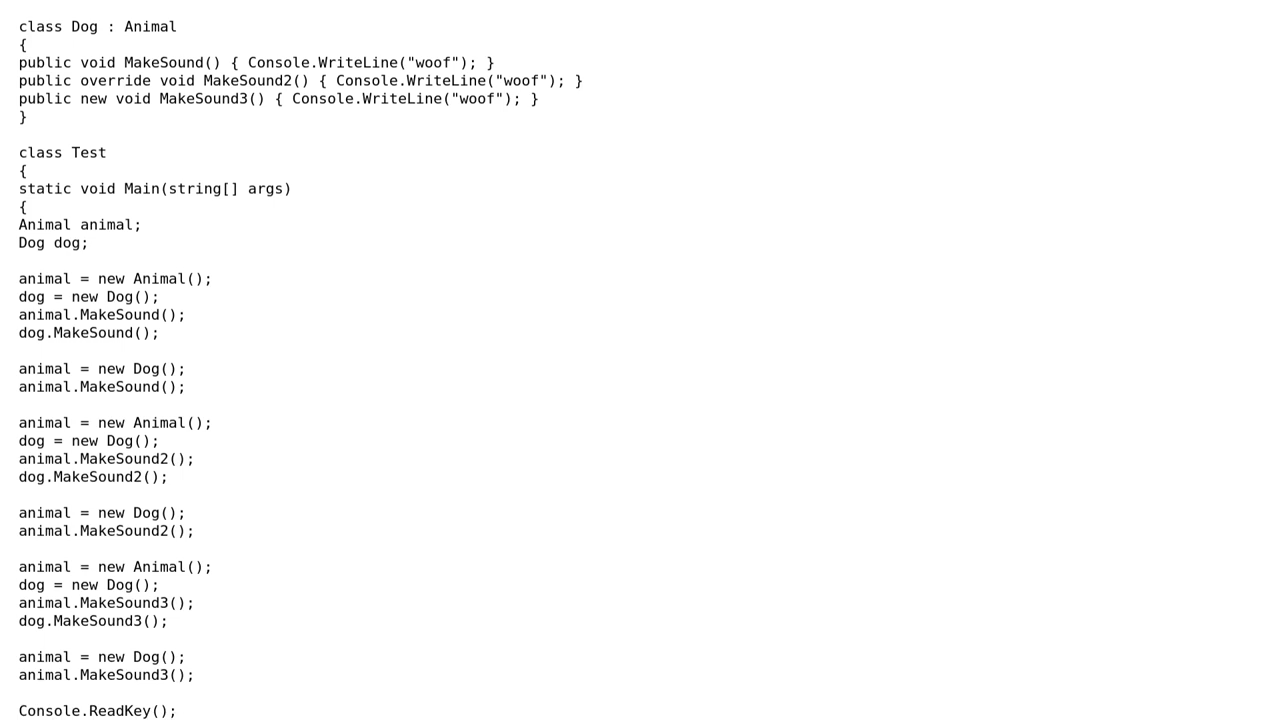 class Dog : Animal
{
public void MakeSound() { Console.WriteLine("woof"); }
public override void MakeSound2() { Console.WriteLine("woof"); }
public new void MakeSound3() { Console.WriteLine("woof"); }
}

class Test
{
static void Main(string[] args)
{
Animal animal;
Dog dog;

animal = new Animal();
dog = new Dog();
animal.MakeSound();
dog.MakeSound();

animal = new Dog();
animal.MakeSound();

animal = new Animal();
dog = new Dog();
animal.MakeSound2();
dog.MakeSound2();

animal = new Dog();
animal.MakeSound2();

animal = new Animal();
dog = new Dog();
animal.MakeSound3();
dog.MakeSound3();

animal = new Dog();
animal.MakeSound3();

Console.ReadKey();